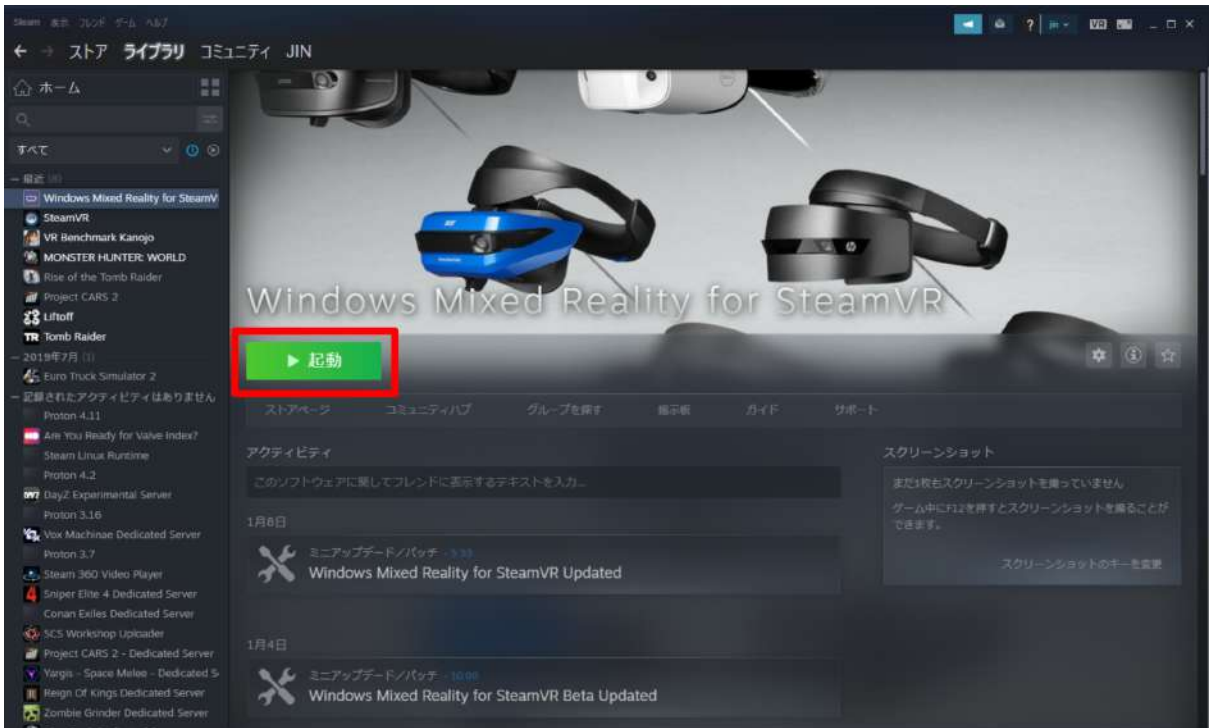 Steam 表示 フレンド ゲーム ヘルプ
? jin VR
ストア ライブラリ コミュニティ JIN
ホーム
すべて
最近
Windows Mixed Reality for SteamV
SteamVR
VR Benchmark Kanojo
MONSTER HUNTER: WORLD
Rise of the Tomb Raider
Project CARS 2
Liftoff
TR Tomb Raider
2019年7月 (1)
Euro Truck Simulator 2
記録されたアクティビティはありません
Proton 4.11
Are You Ready for Valve Index?
Steam Linux Runtime
Proton 4.2
DayZ Experimental Server
Proton 3.16
Vox Machinae Dedicated Server
Proton 3.7
Steam 360 Video Player
Sniper Elite 4 Dedicated Server
Conan Exiles Dedicated Server
SCS Workshop Uploader
Project CARS 2 - Dedicated Server
Yargis - Space Melee - Dedicated S
Reign Of Kings Dedicated Server
Zombie Grinder Dedicated Server
Windows Mixed Reality for SteamVR
起動
ストアページ コミュニティハブ グループを探す 掲示板 ガイド サポート
アクティビティ
このソフトウェアに関してフレンドに表示するテキストを入力...
1月8日
ミニアップデード／パッチ
Windows Mixed Reality for SteamVR Updated
1月4日
ミニアップデード／パッチ - 10:00
Windows Mixed Reality for SteamVR Beta Updated
スクリーンショット
まだ1枚もスクリーンショットを撮っていません
ゲーム中にF12を押すとスクリーンショットを撮ることが
できます。
スクリーンショットのキーを変更